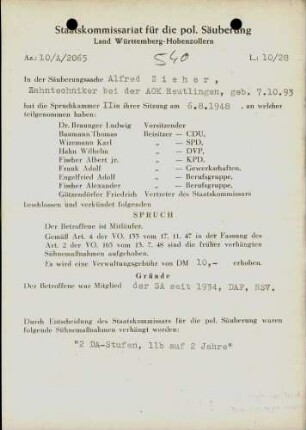 Staatskommissariat für die pol. Säuberung
Land Württemberg-Hohenzollern
Az.: 10/4/2065
540
L.: 10/28
In der Säuberungssache Alfred Zieher,
Zahntechniker bei der AOK Reutlingen, geb. 7.10.93
hat die Spruchkammer II in ihrer Sitzung am 6.8.1948 . an welcher
teilgenommen haben:
Dr. Breunger Ludwig Vorsitzender
Baumann Thomas Beisitzer — CDU,
Wizemann Karl „ — SPD,
Hahn Wilhelm „ — DVP,
Fischer Albert jr. „ — KPD,
Frank Adolf „ — Gewerkschaften,
Engelfried Adolf „ — Berufsgruppe,
Fischer Alexander „ — Berufsgruppe,
Götzendörfer Friedrich Vertreter des Staatskommissars
beschlossen und verkündet folgenden
SPRUCH
Der Betroffene ist Mitläufer.
Gemäß Art. 4 der VO. 133 vom 17. 11. 47 in der Fassung des
Art. 2 der VO. 165 vom 13. 7. 48 sind die früher verhängten
Sühnemaßnahmen aufgehoben.
Es wird eine Verwaltungsgebühr von DM 10,- erhoben.
Gründe
Der Betroffene war Mitglied der SA seit 1934, DAF, NSV.
Durch Entscheidung des Staatskommissars für die pol. Säuberung waren
folgende Sühnemaßnahmen verhängt worden:
"2 DA-Stufen, 11b auf 2 Jahre"